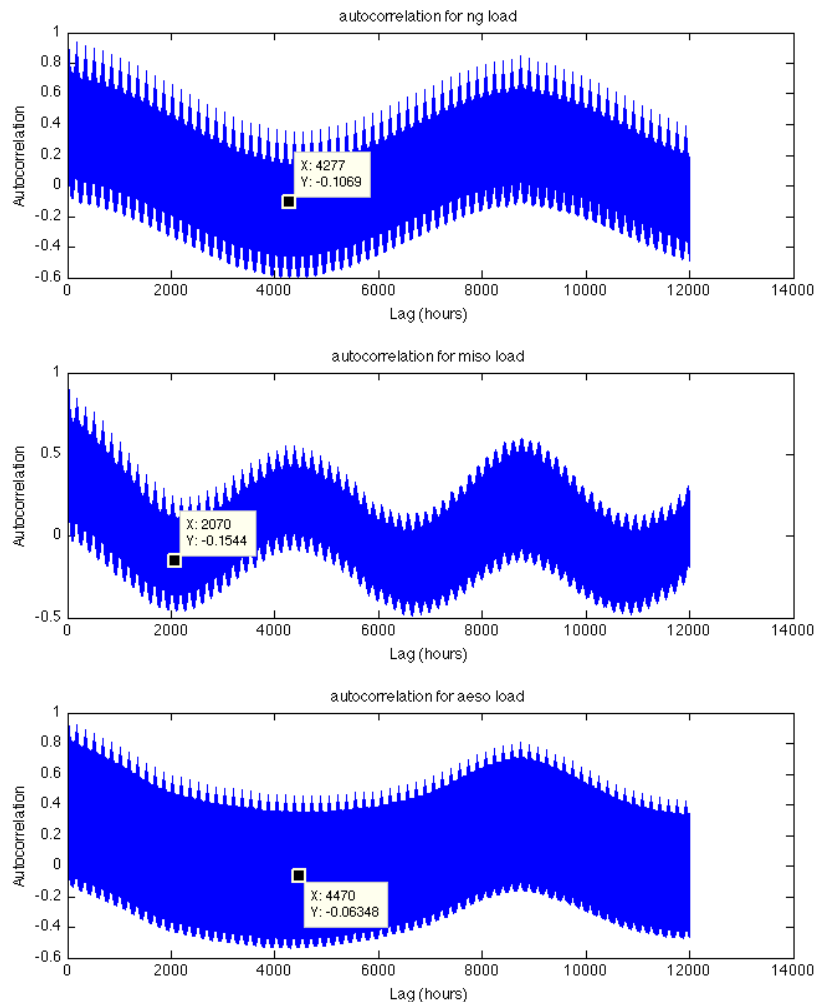 autocorrelation for ng load
1
0.8
0.6
0.4
0.2
0
-0.2
-0.4
-0.6
Autocorrelation
X: 4277
Y: -0.1069
0 2000 4000 6000 8000 10000 12000 14000
Lag (hours)
autocorrelation for miso load
1
0.5
0
-0.5
Autocorrelation
X: 2070
Y: -0.1544
0 2000 4000 6000 8000 10000 12000 14000
Lag (hours)
autocorrelation for aeso load
1
0.8
0.6
0.4
0.2
0
-0.2
-0.4
-0.6
Autocorrelation
X: 4470
Y: -0.06348
0 2000 4000 6000 8000 10000 12000 14000
Lag (hours)